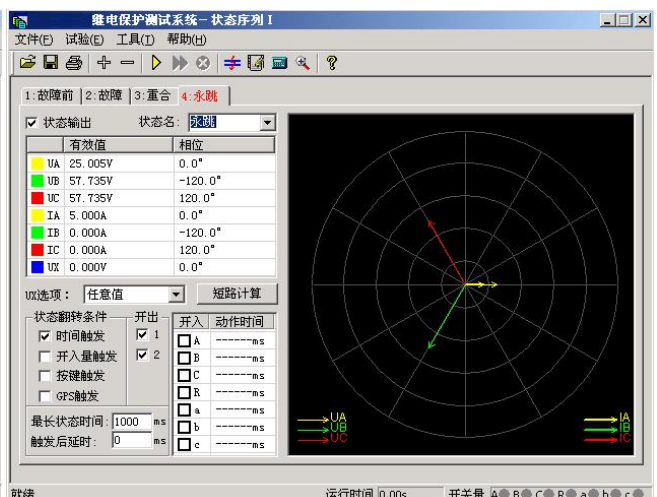 继电保护测试系统-状态序列 I
文件(F) 试验(E) 工具(T) 帮助(H)
1:故障前 2:故障 3:重合 4:永跳
状态输出 状态名: 永跳
有效值 相位
UA 25.005V 0.0°
UB 57.735V -120.0°
UC 57.735V 120.0°
IA 5.000A 0.0°
IB 0.000A -120.0°
IC 0.000A 120.0°
UX 0.000V 0.0°
UX选项: 任意值 短路计算
状态翻转条件 开出 开入 动作时间
时间触发 1 A ------ms
开入量触发 2 B ------ms
按键触发 C ------ms
GPS触发 R ------ms
a ------ms
最长状态时间: 1000 ms b ------ms
触发后延时: 0 ms c ------ms
UA IA
UB IB
UC IC
就绪 运行时间 0.00s 开关量 A B C R a b c